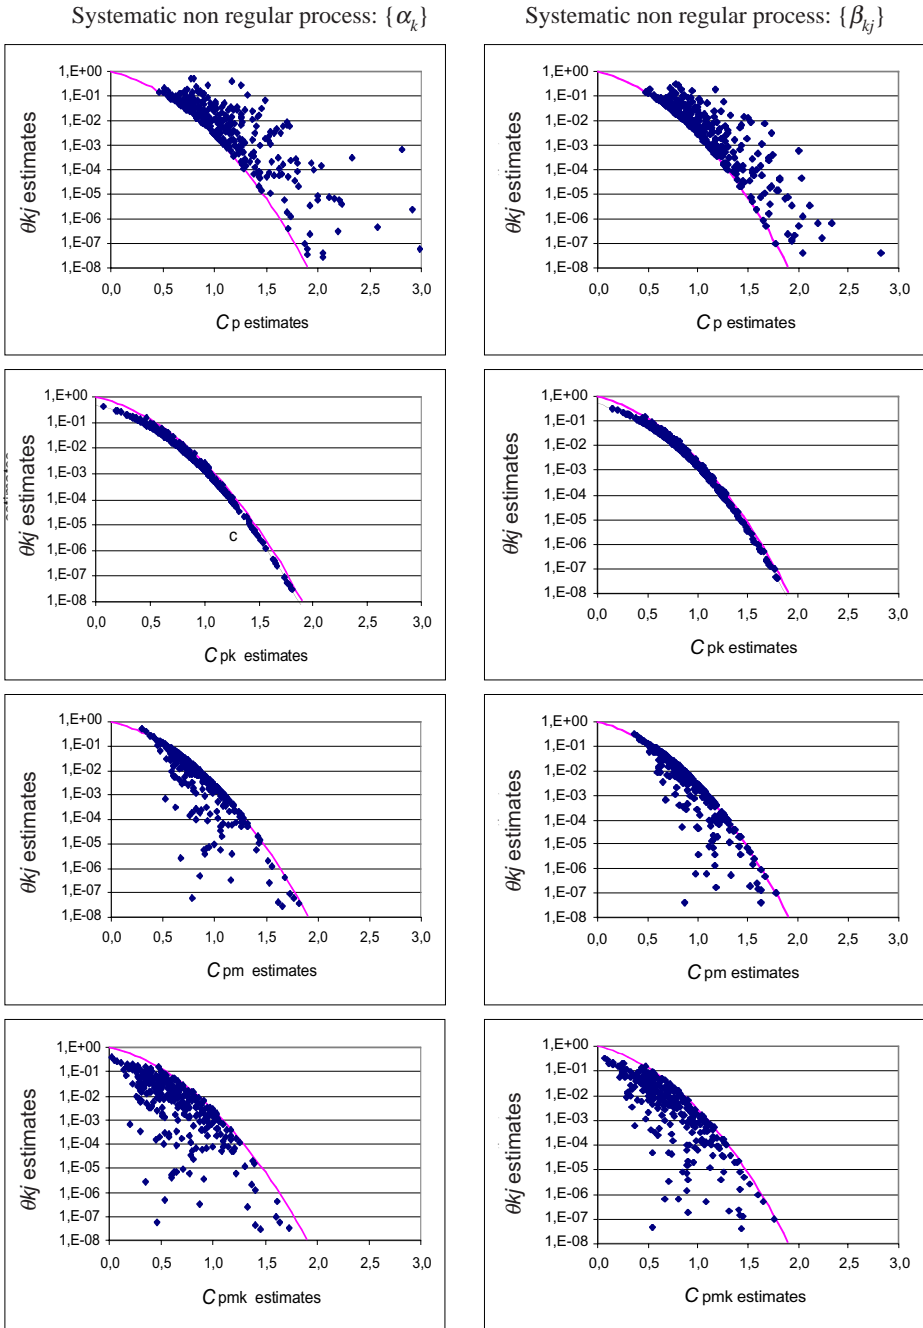 Systematic non regular process: {αₖ}
Systematic non regular process: {βₖⱼ}
1,E+00
1,E-01
1,E-02
1,E-03
1,E-04
1,E-05
1,E-06
1,E-07
1,E-08
θkj estimates
0,0 0,5 1,0 1,5 2,0 2,5 3,0
Cp estimates
1,E+00
1,E-01
1,E-02
1,E-03
1,E-04
1,E-05
1,E-06
1,E-07
1,E-08
θkj estimates
0,0 0,5 1,0 1,5 2,0 2,5 3,0
Cp estimates
1,E+00
1,E-01
1,E-02
1,E-03
1,E-04
1,E-05
1,E-06
1,E-07
1,E-08
θkj estimates
c
0,0 0,5 1,0 1,5 2,0 2,5 3,0
Cpk estimates
1,E+00
1,E-01
1,E-02
1,E-03
1,E-04
1,E-05
1,E-06
1,E-07
1,E-08
θkj estimates
0,0 0,5 1,0 1,5 2,0 2,5 3,0
Cpk estimates
1,E+00
1,E-01
1,E-02
1,E-03
1,E-04
1,E-05
1,E-06
1,E-07
1,E-08
θkj estimates
0,0 0,5 1,0 1,5 2,0 2,5 3,0
Cpm estimates
1,E+00
1,E-01
1,E-02
1,E-03
1,E-04
1,E-05
1,E-06
1,E-07
1,E-08
θkj estimates
0,0 0,5 1,0 1,5 2,0 2,5 3,0
Cpm estimates
1,E+00
1,E-01
1,E-02
1,E-03
1,E-04
1,E-05
1,E-06
1,E-07
1,E-08
θkj estimates
0,0 0,5 1,0 1,5 2,0 2,5 3,0
Cpmk estimates
1,E+00
1,E-01
1,E-02
1,E-03
1,E-04
1,E-05
1,E-06
1,E-07
1,E-08
θkj estimates
0,0 0,5 1,0 1,5 2,0 2,5 3,0
Cpmk estimates